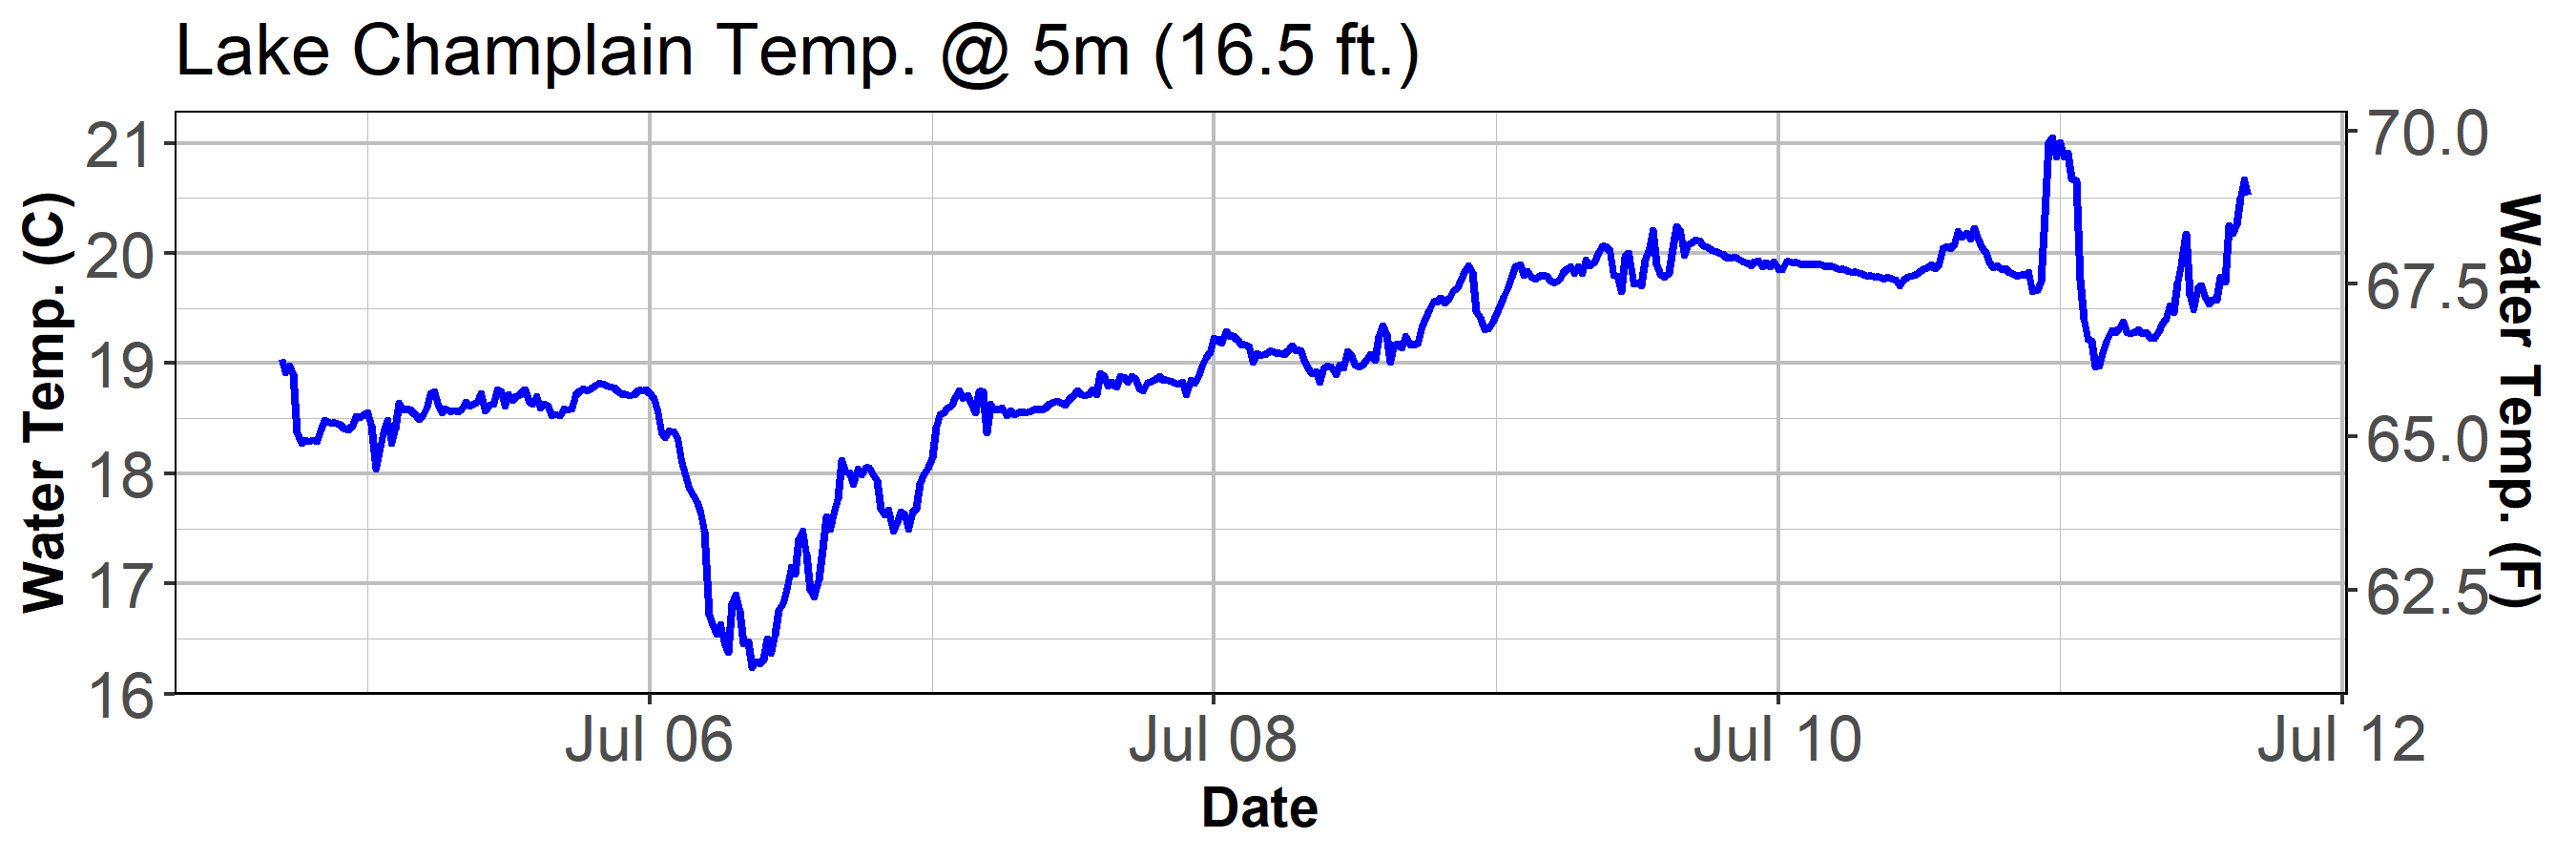 Lake Champlain Temp. @ 5m (16.5 ft.)
Water Temp. (C)
21
20
19
18
17
16
70.0
67.5
65.0
62.5
Water Temp. (F)
Jul 06 Jul 08 Jul 10 Jul 12
Date